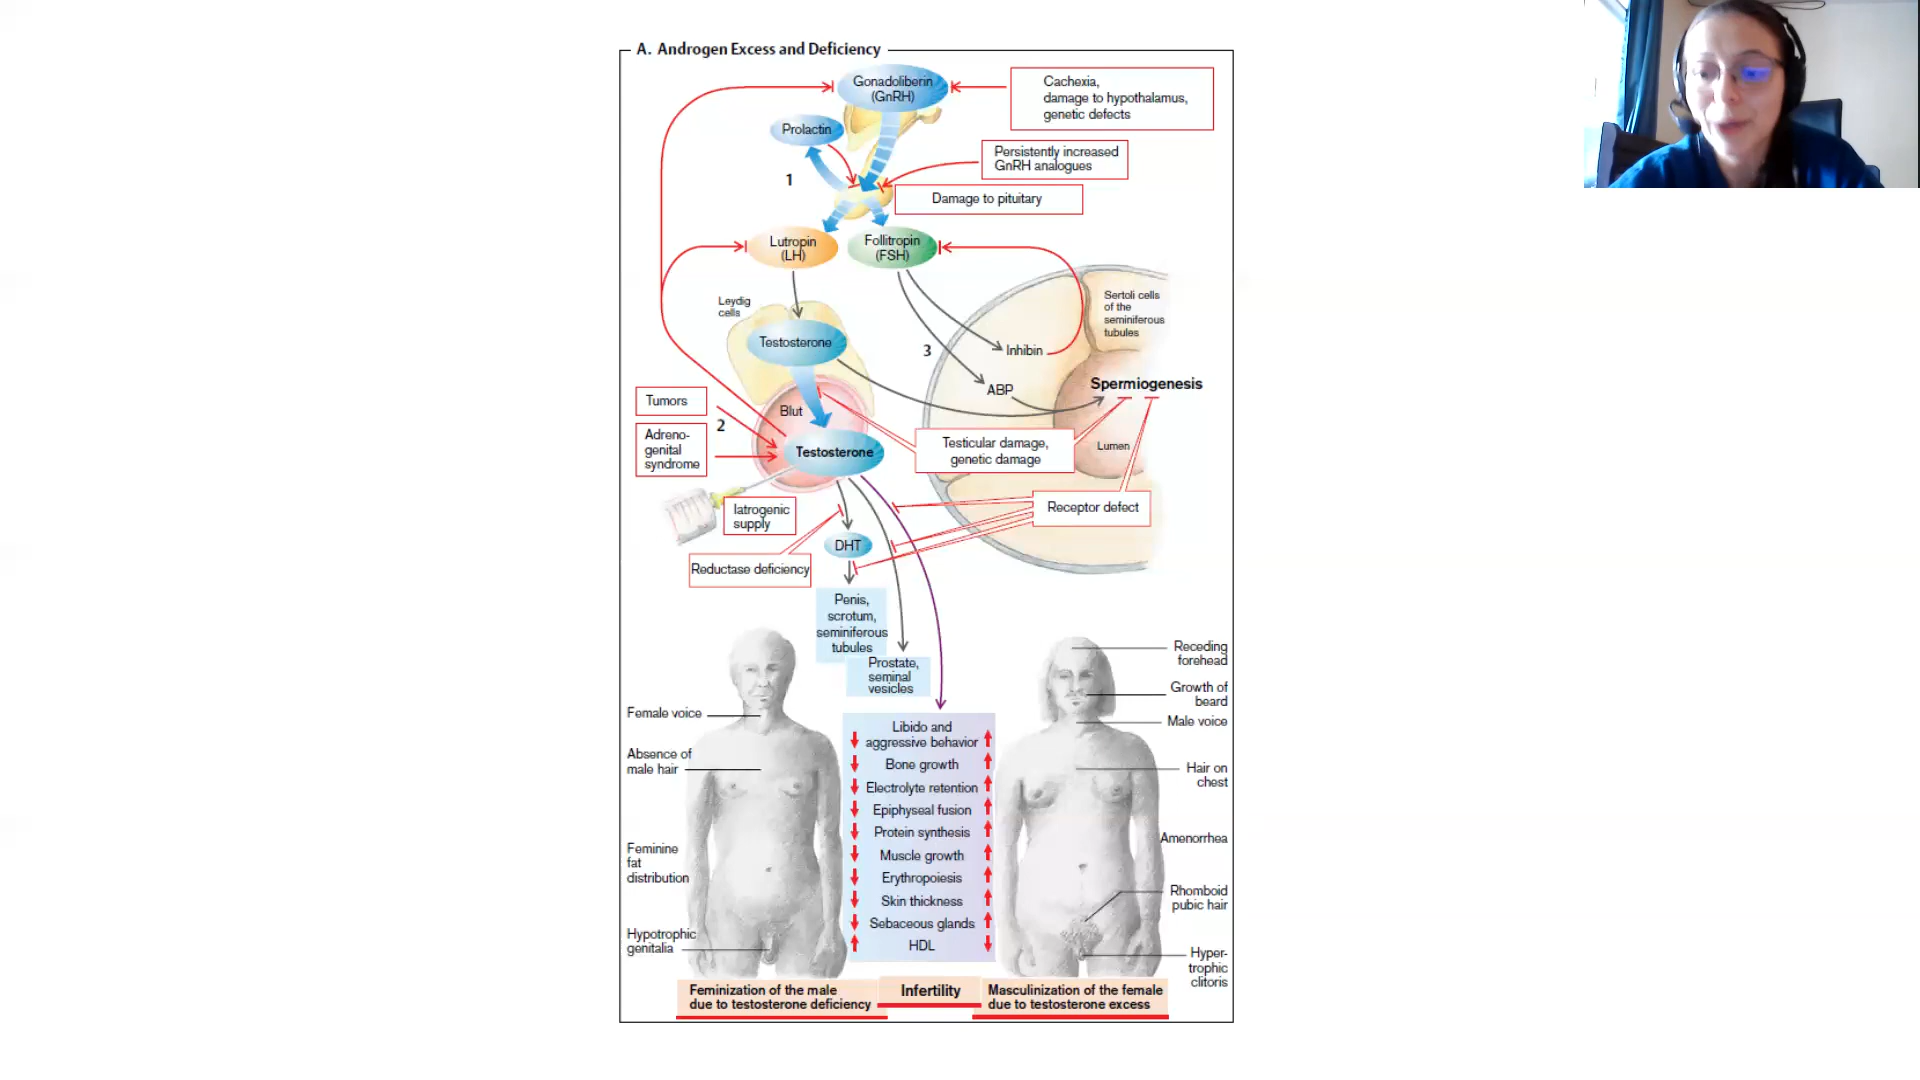 A. Androgen Excess and Deficiency
Gonadoliberin
(GnRH)
Cachexia,
damage to hypothalamus,
genetic defects
Prolactin
Persistently increased
GnRH analogues
1
Damage to pituitary
Lutropin
(LH)
Follitropin
(FSH)
Leydig
cells
Sertoli cells
of the
seminiferous
tubules
Testosterone
3
Inhibin
ABP
Spermiogenesis
Tumors
Blut
2
Adreno-
genital
syndrome
Testosterone
Testicular damage,
genetic damage
Lumen
Iatrogenic
supply
Receptor defect
DHT
Reductase deficiency
Penis,
scrotum,
seminiferous
tubules
Prostate,
seminal
vesicles
Female voice
Absence of
male hair
Feminine
fat
distribution
Hypotrophic
genitalia
Libido and
aggressive behavior
Bone growth
Electrolyte retention
Epiphyseal fusion
Protein synthesis
Muscle growth
Erythropoiesis
Skin thickness
Sebaceous glands
HDL
Receding
forehead
Growth of
beard
Male voice
Hair on
chest
Amenorrhea
Rhomboid
pubic hair
Hyper-
trophic
clitoris
Feminization of the male
due to testosterone deficiency
Infertility
Masculinization of the female
due to testosterone excess